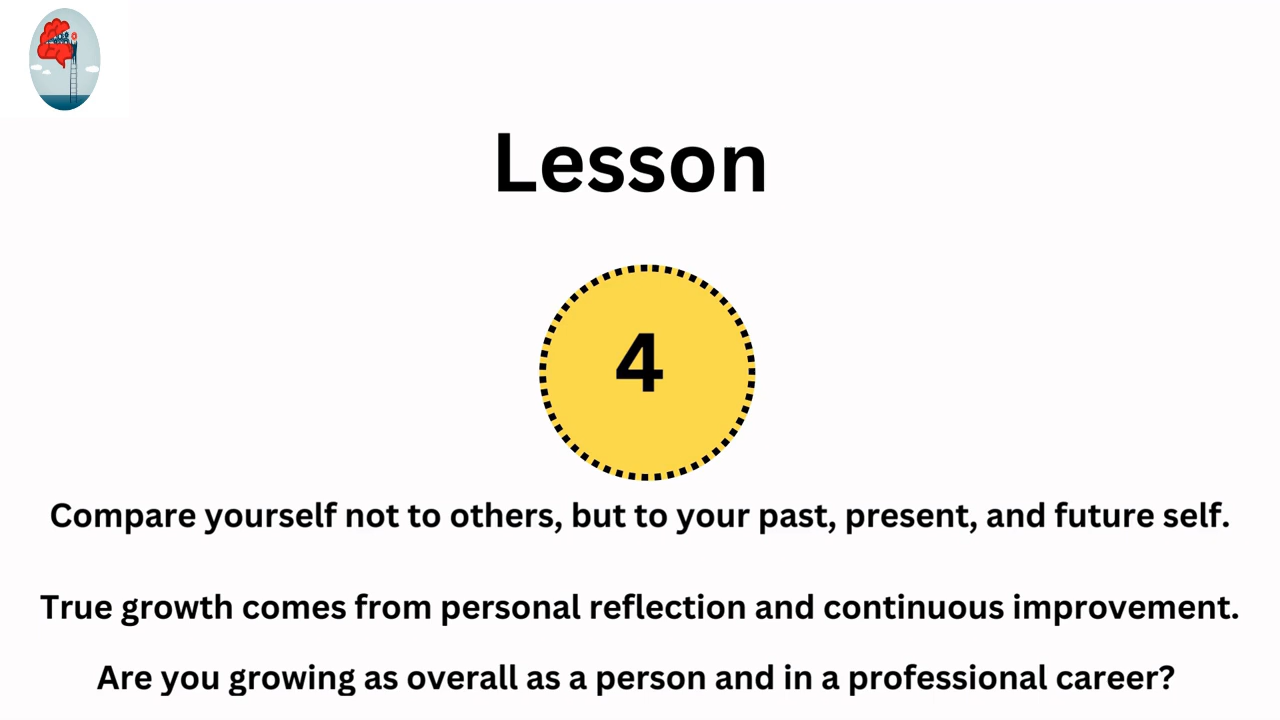 Lesson
4
Compare yourself not to others, but to your past, present, and future self.
True growth comes from personal reflection and continuous improvement.
Are you growing as overall as a person and in a professional career?